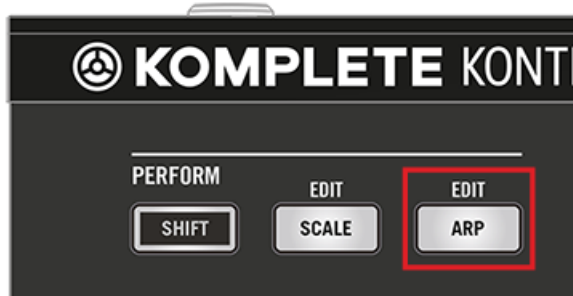 KOMPLETE KONT
PERFORM
EDIT EDIT
SHIFT SCALE ARP